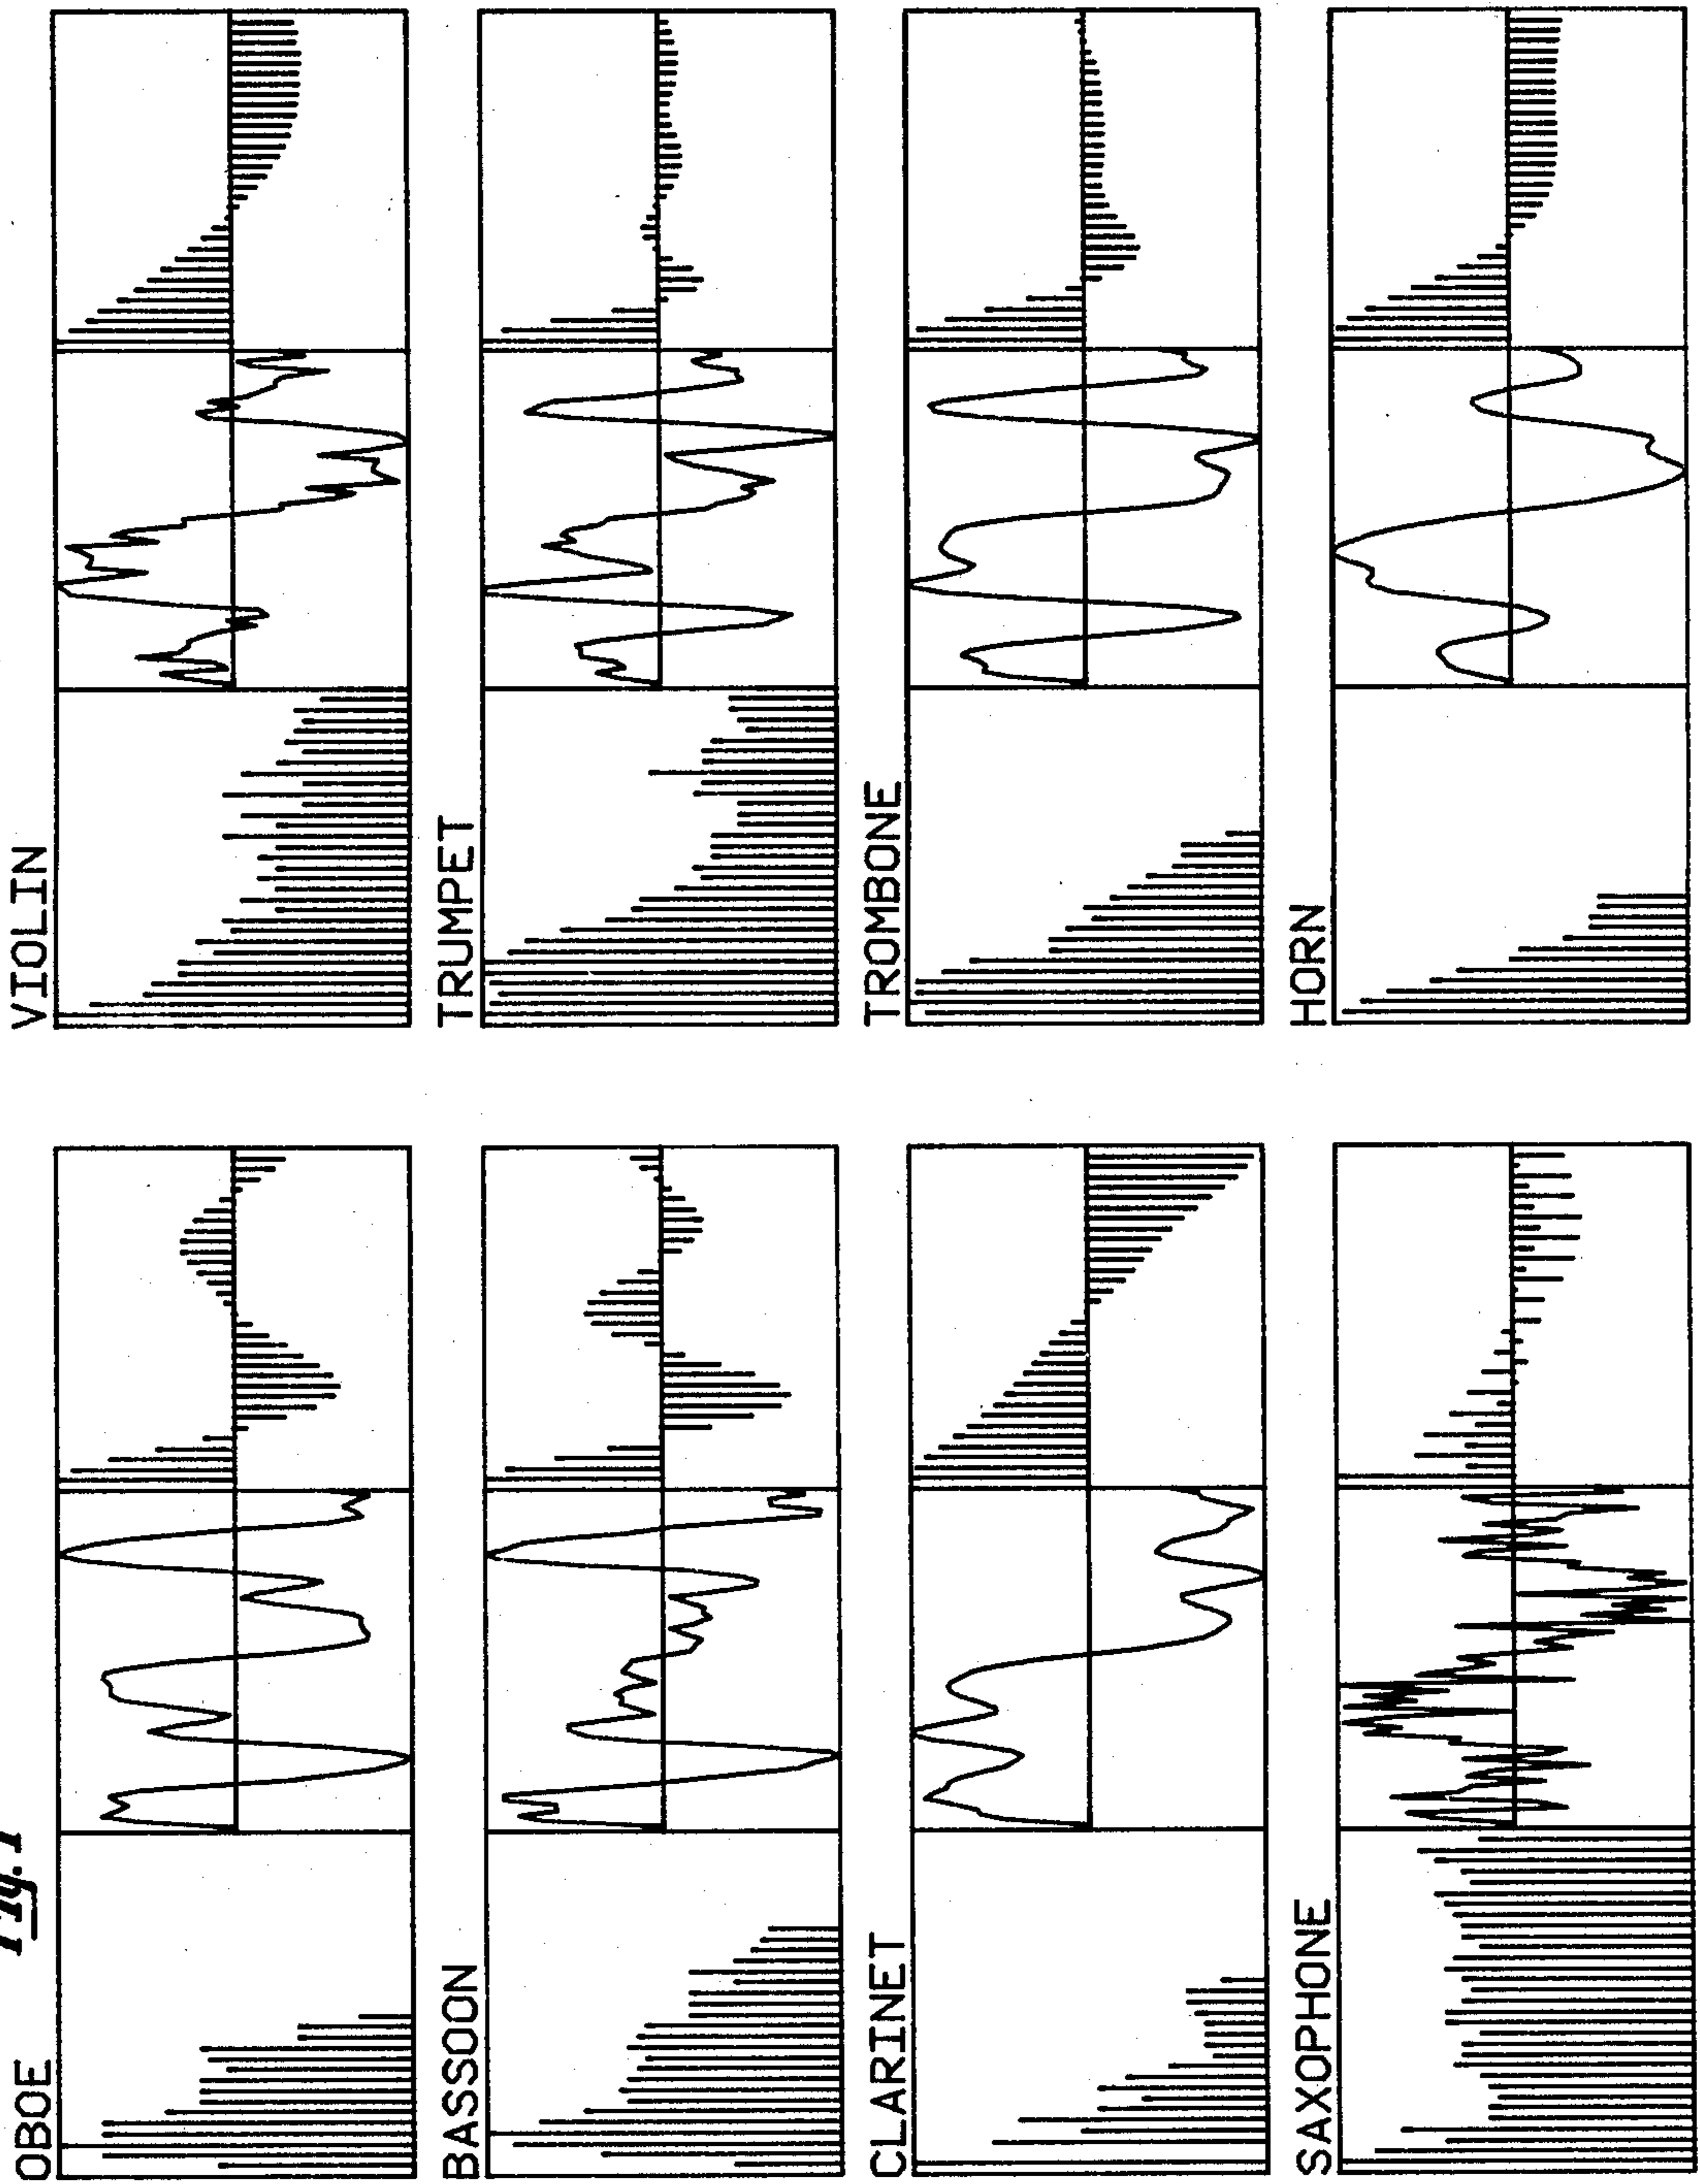 Fig. 1
OBOE
VIOLIN
BASSOON
TRUMPET
CLARINET
TROMBONE
SAXOPHONE
HORN